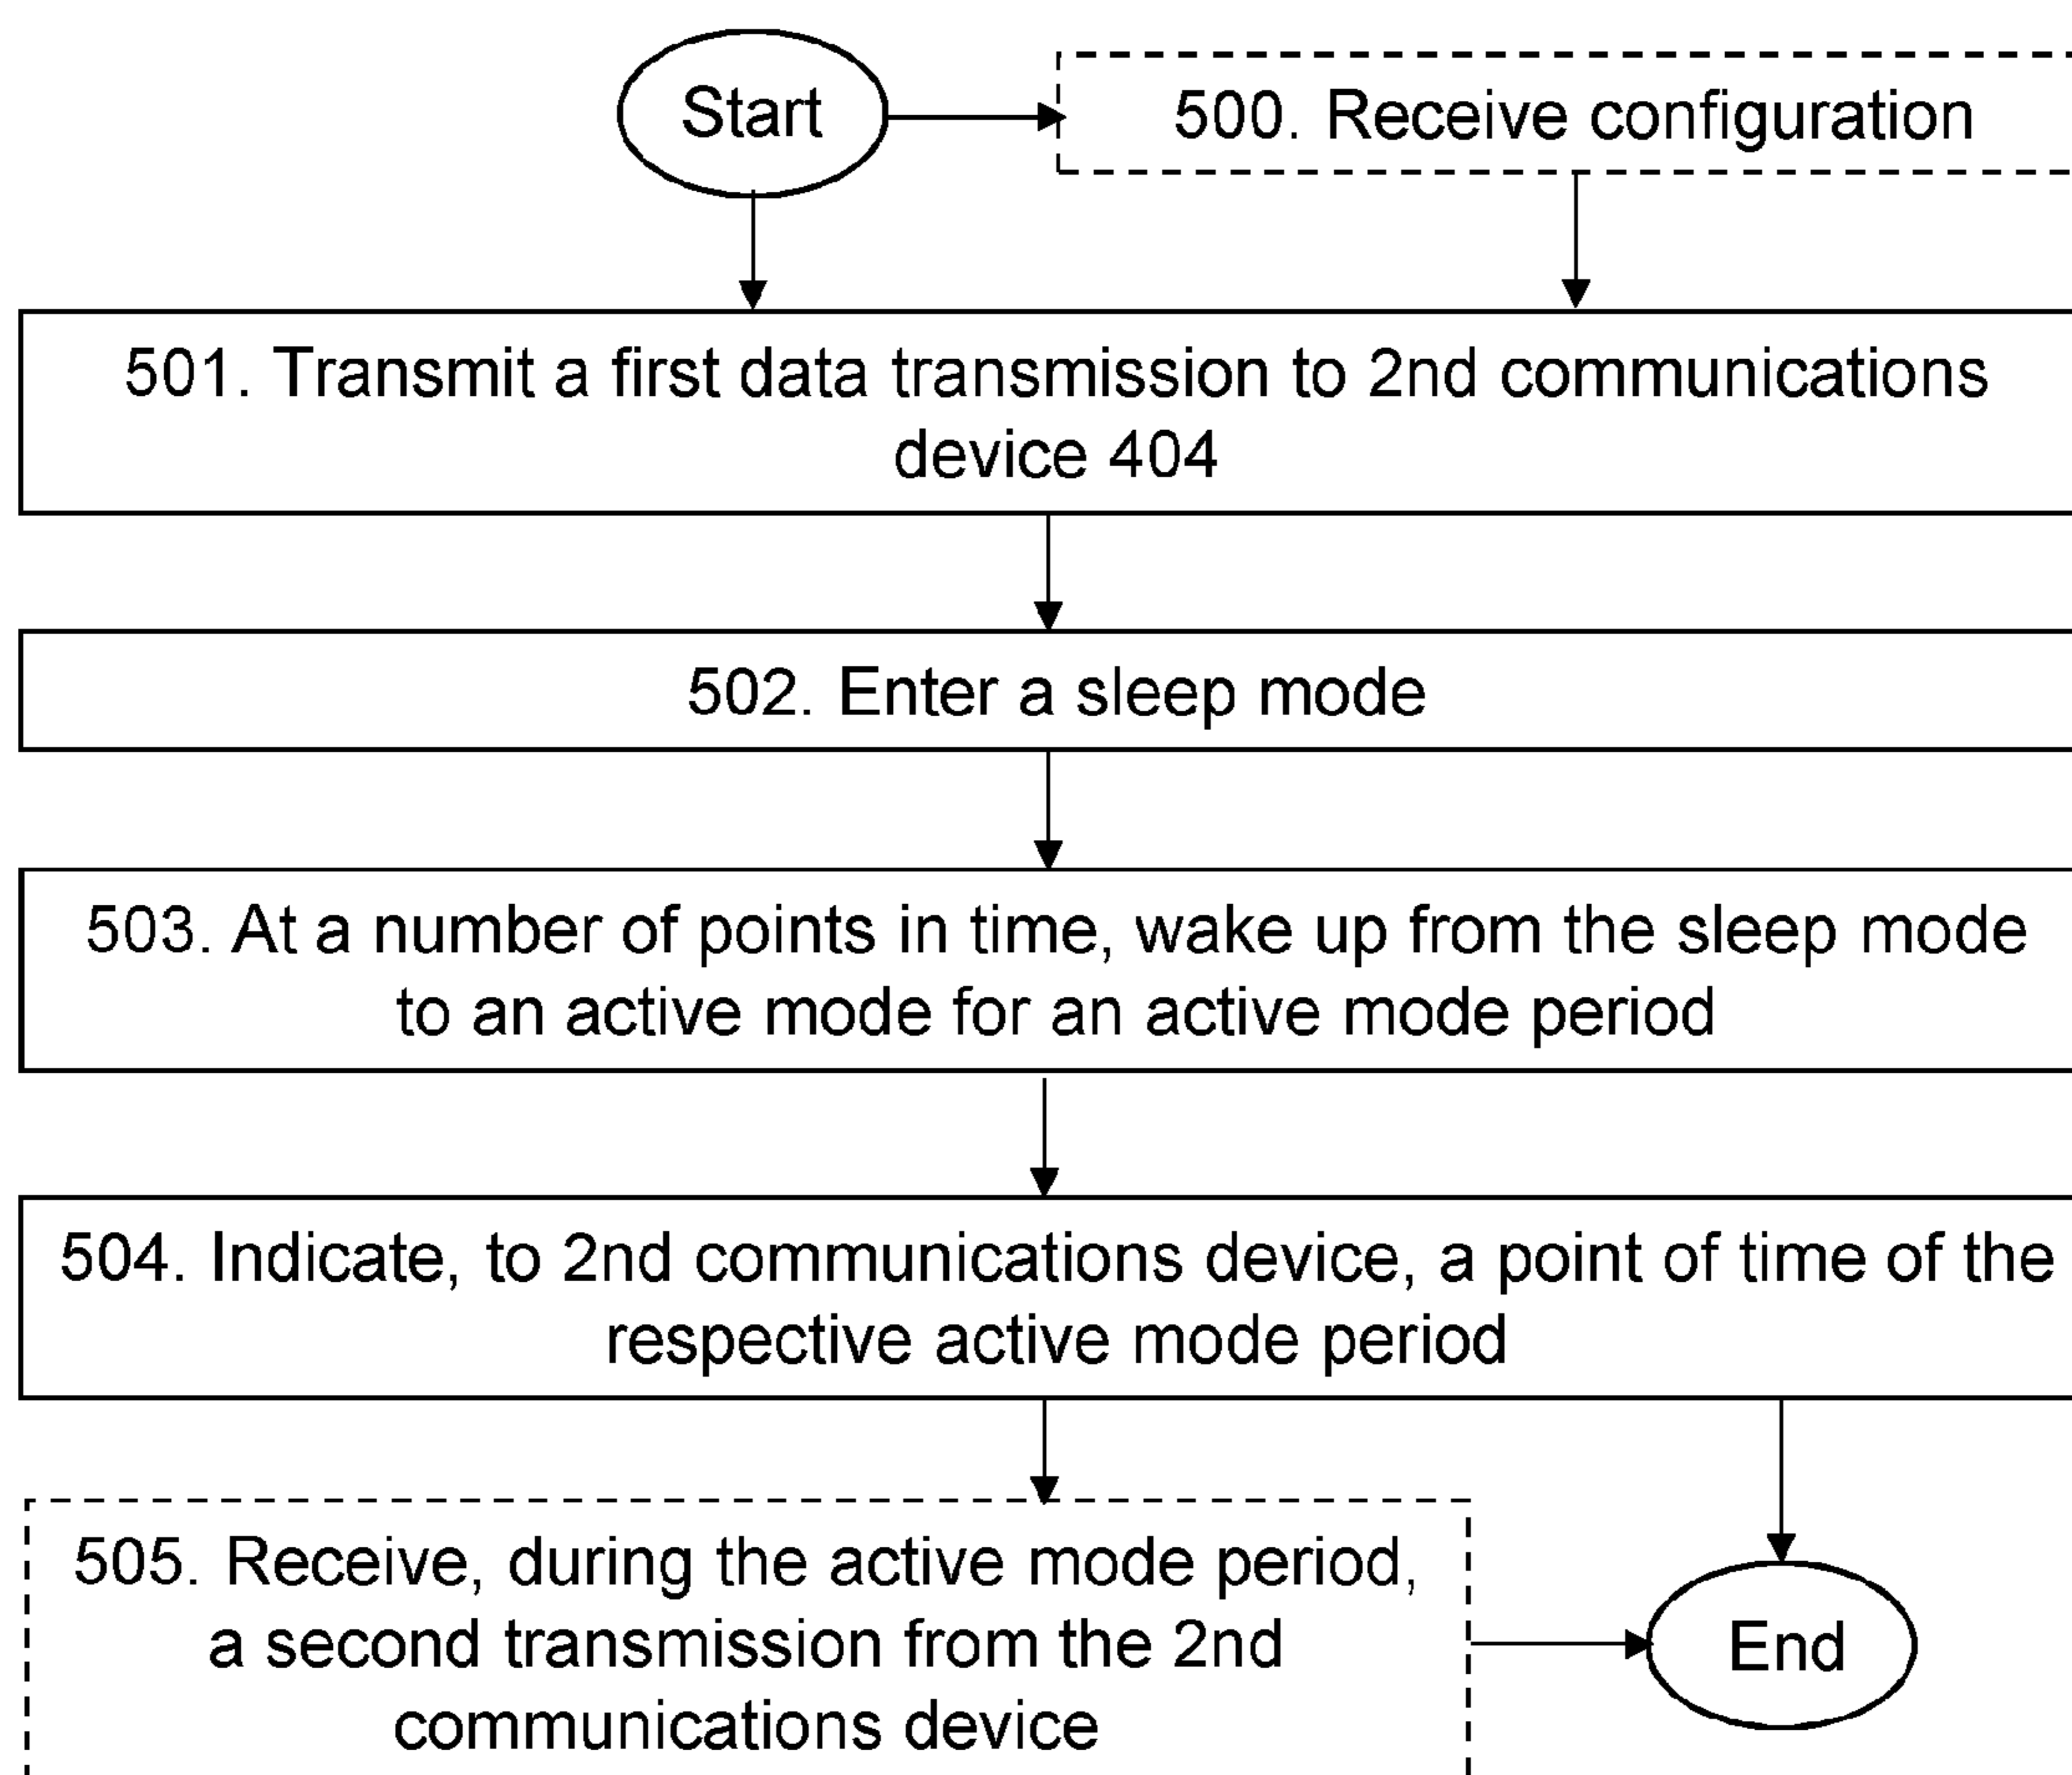 Start
500. Receive configuration
501. Transmit a first data transmission to 2nd communications
device 404
502. Enter a sleep mode
503. At a number of points in time, wake up from the sleep mode
to an active mode for an active mode period
504. Indicate, to 2nd communications device, a point of time of the
respective active mode period
505. Receive, during the active mode period,
a second transmission from the 2nd
communications device
End